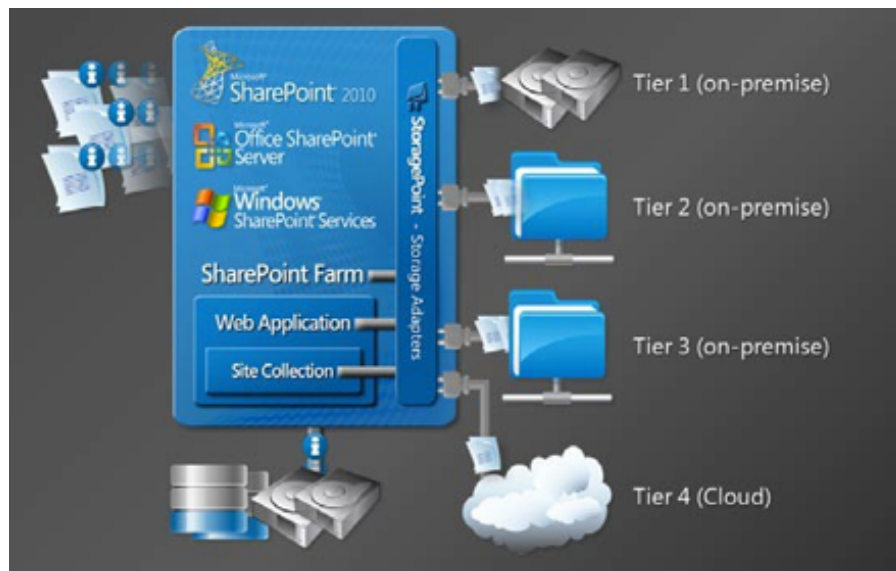 Microsoft®
SharePoint® 2010
Microsoft®
Office SharePoint®
Server
Microsoft®
Windows®
SharePoint Services
SharePoint Farm
Web Application
Site Collection
StoragePoint - Storage Adapters
Tier 1 (on-premise)
Tier 2 (on-premise)
Tier 3 (on-premise)
Tier 4 (Cloud)